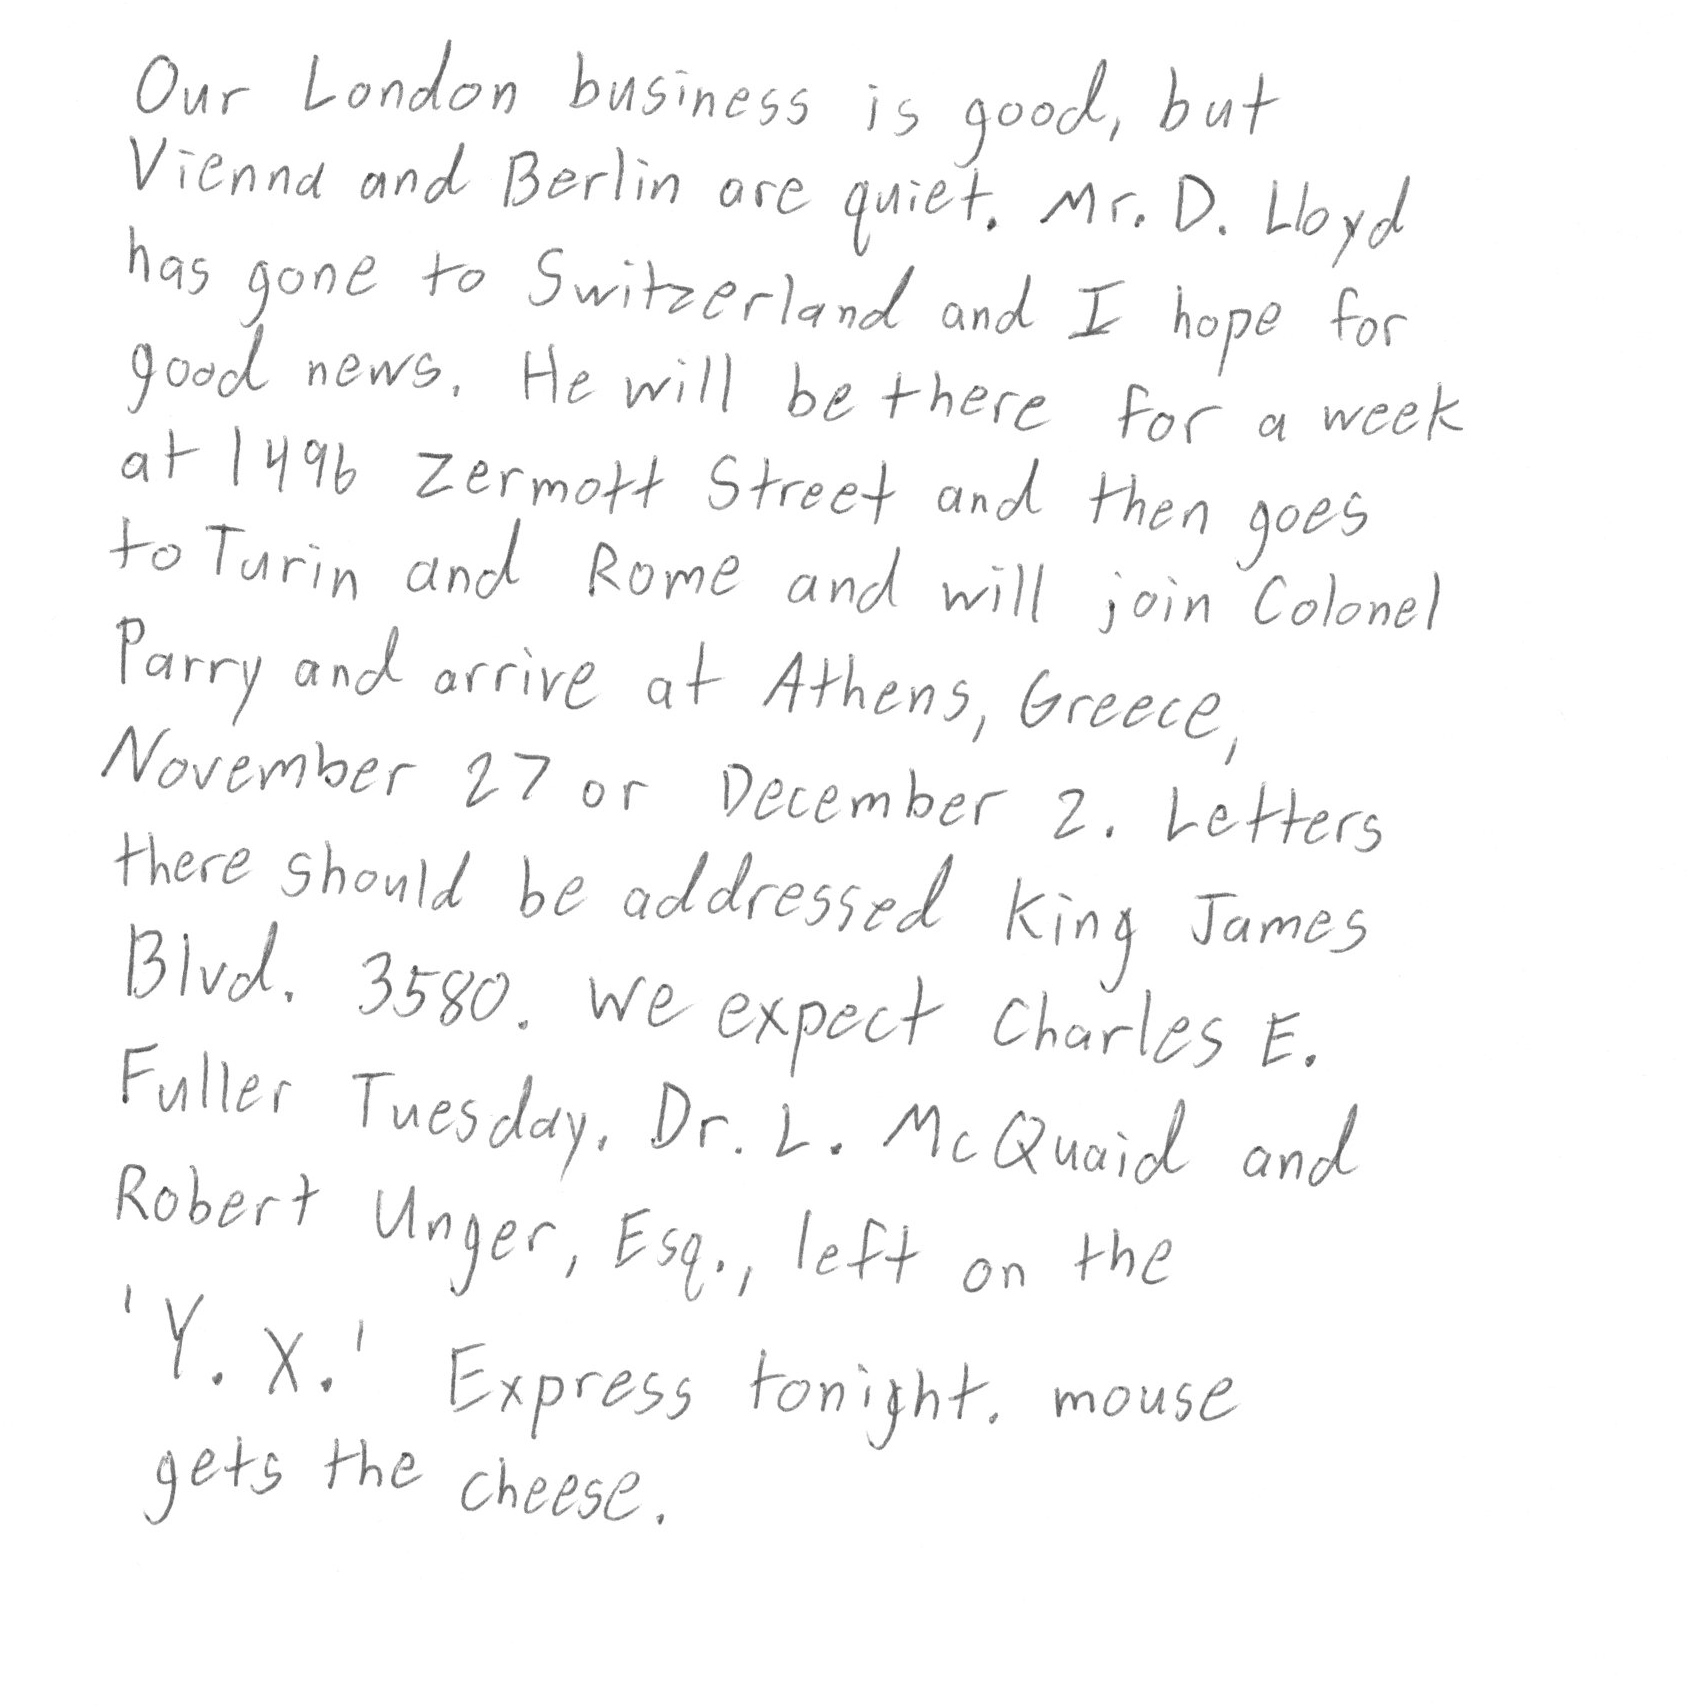 Our London business is good, but
Vienna and Berlin are quiet. Mr. D. Lloyd
has gone to Switzerland and I hope for
good news. He will be there for a week
at 1496 Zermott Street and then goes
to Turin and Rome and will join Colonel
Parry and arrive at Athens, Greece,
November 27 or December 2. Letters
there should be addressed King James
Blvd. 3580. We expect Charles E.
Fuller Tuesday. Dr. L. McQuaid and
Robert Unger, Esq., left on the
'Y. X.' Express tonight. mouse
gets the cheese.